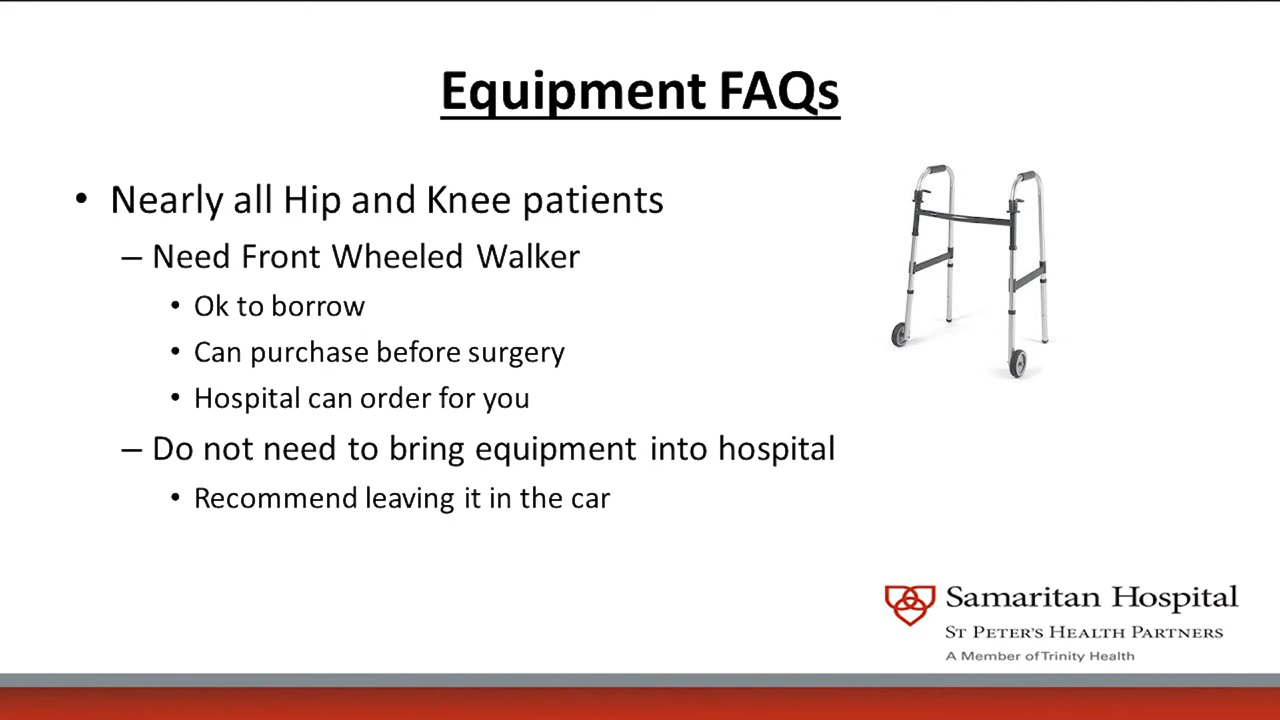 Equipment FAQs
• Nearly all Hip and Knee patients
– Need Front Wheeled Walker
• Ok to borrow
• Can purchase before surgery
• Hospital can order for you
– Do not need to bring equipment into hospital
• Recommend leaving it in the car
Samaritan Hospital
ST PETER'S HEALTH PARTNERS
A Member of Trinity Health